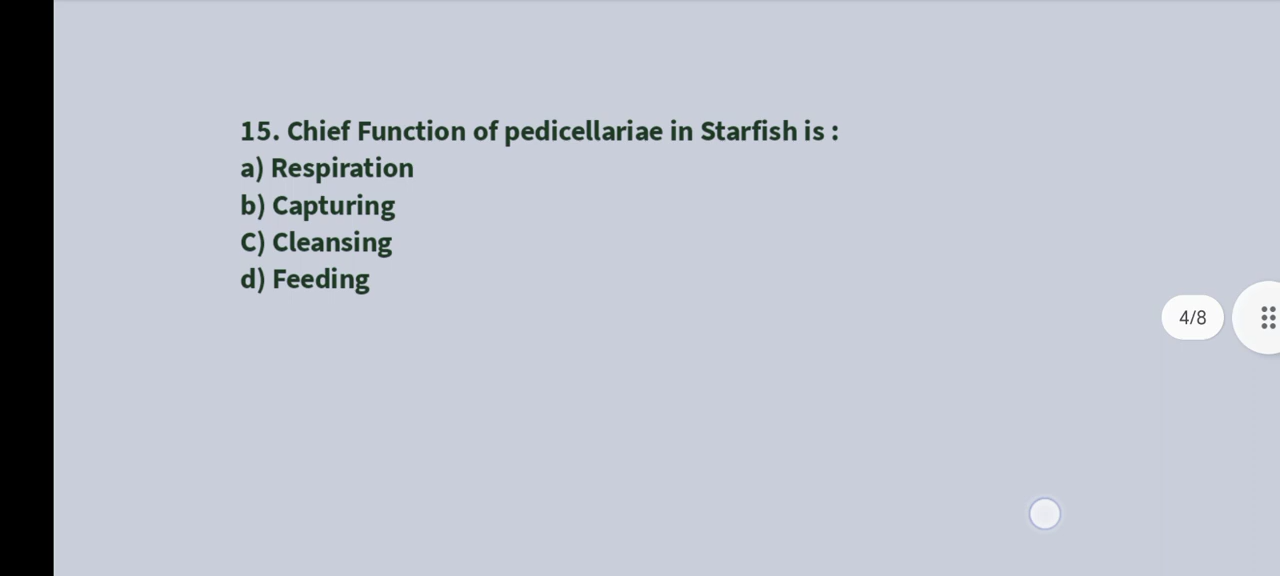 15. Chief Function of pedicellariae in Starfish is :
a) Respiration
b) Capturing
C) Cleansing
d) Feeding
4/8